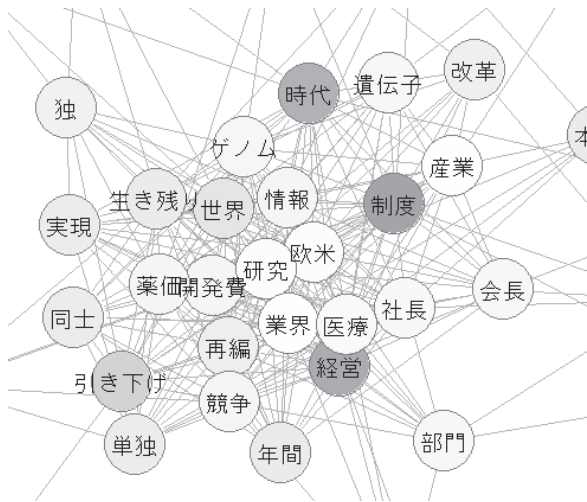 改革
遺伝子
時代
独
本
ゲノム
産業
生き残り
世界
情報
制度
実現
欧米
研究
薬価
開発費
会長
社長
同士
業界
医療
再編
経営
引き下げ
競争
部門
単独
年間